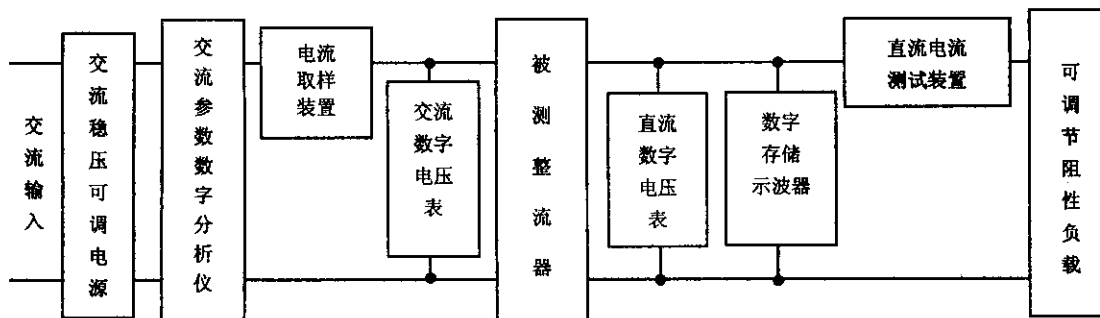 交流输入
交流稳压可调电源
交流参数数字分析仪
电流
取样
装置
交流
数字
电压
表
被测整流器
直流
数字
电压
表
数字
存储
示波器
直流电流
测试装置
可调节阻性负载